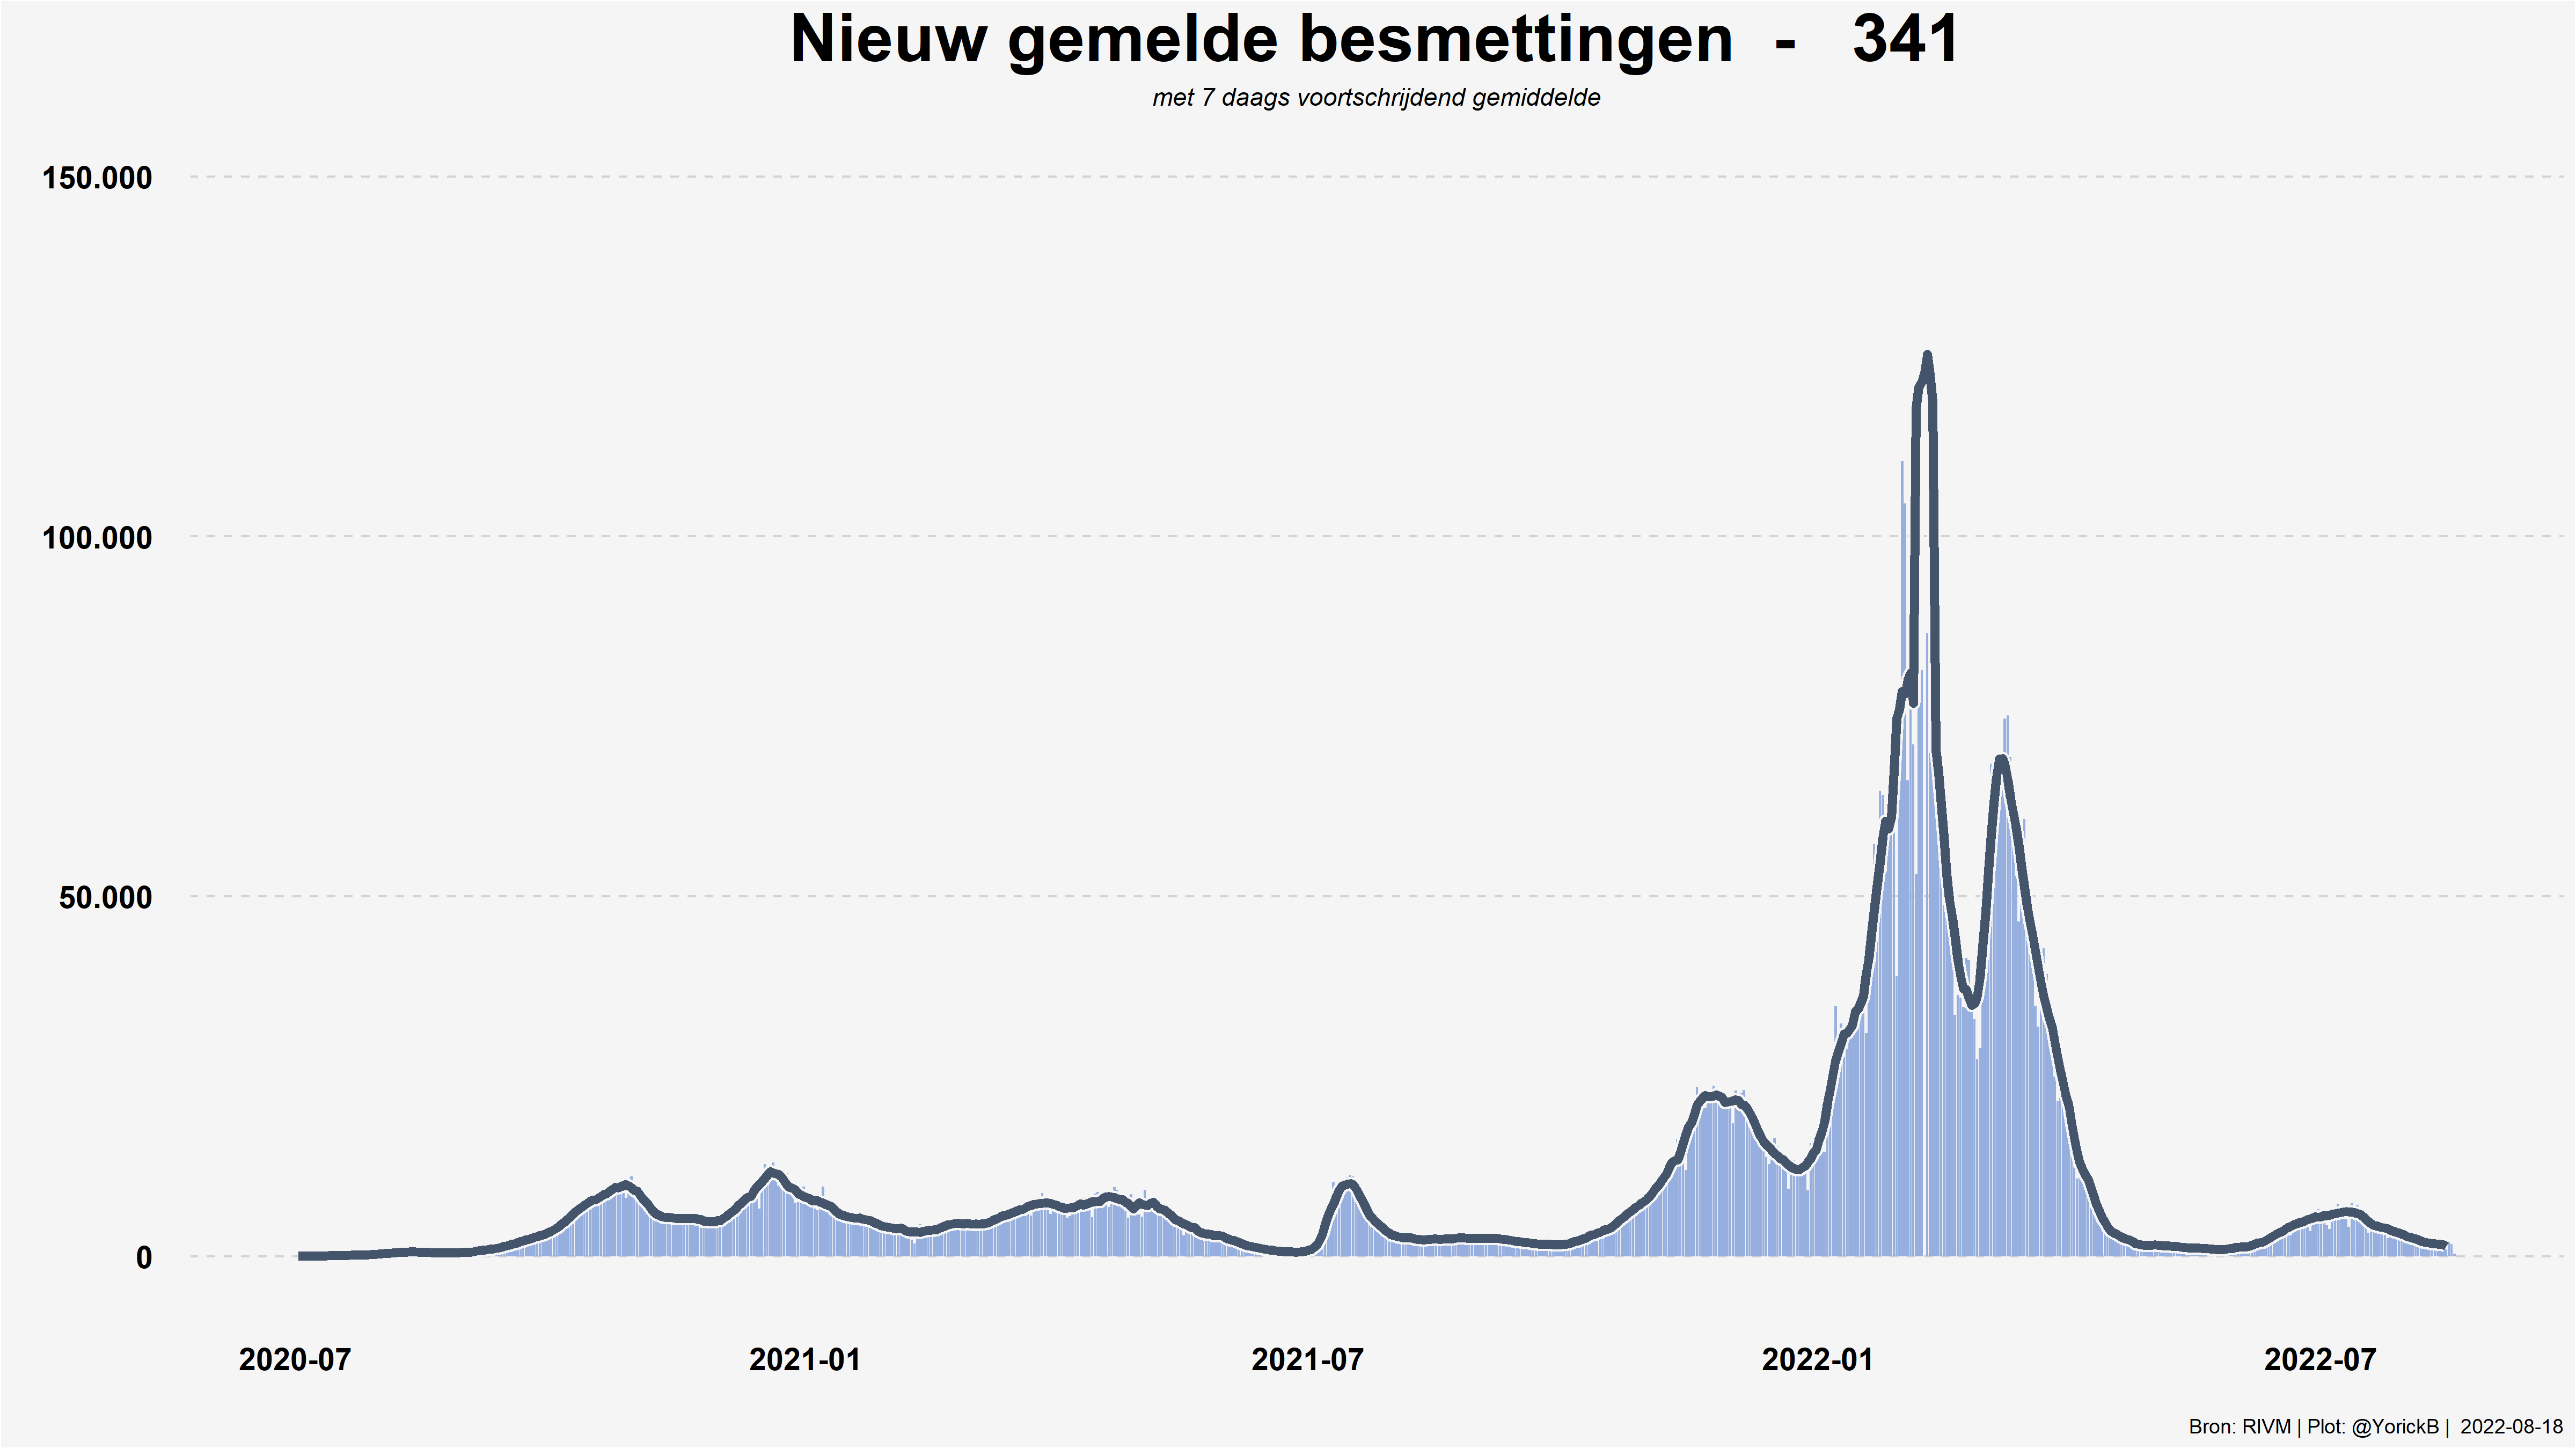 Nieuw gemelde besmettingen - 341
met 7 daags voortschrijdend gemiddelde
150.000
100.000
50.000
0
2020-07 2021-01 2021-07 2022-01 2022-07
Bron: RIVM | Plot: @YorickB | 2022-08-18